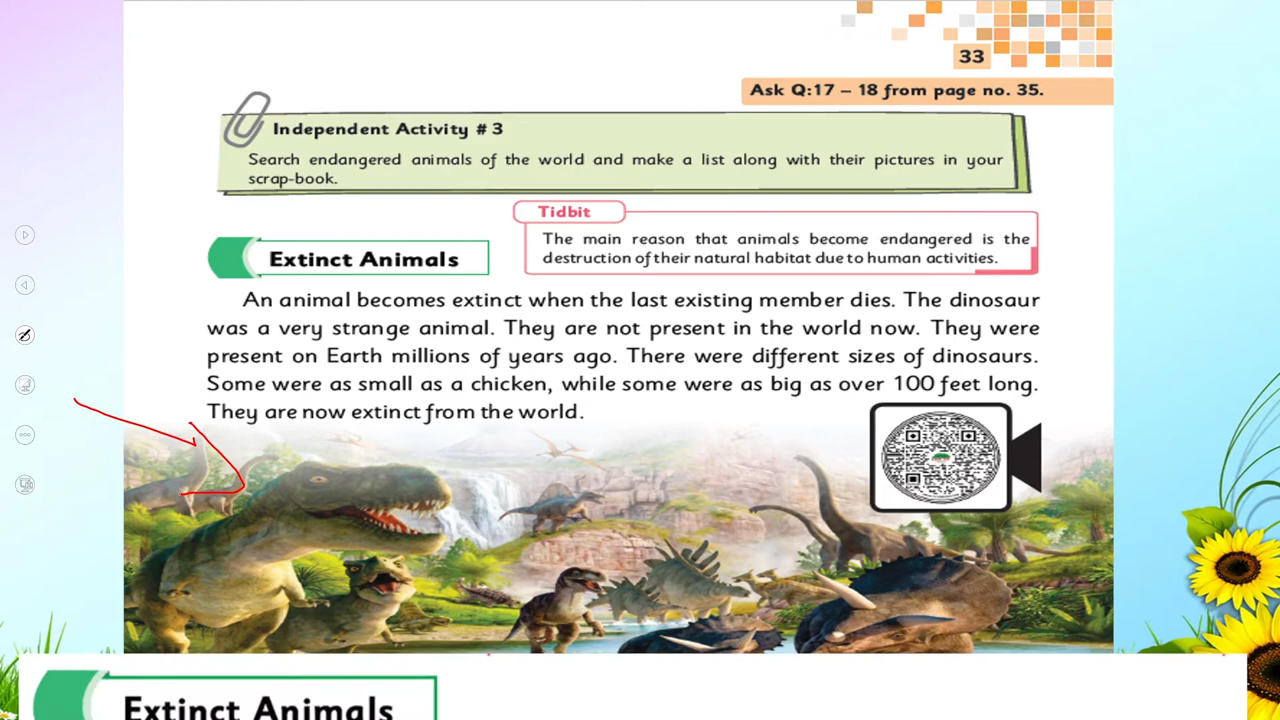 33
Ask Q:17 – 18 from page no. 35.
Independent Activity # 3
Search endangered animals of the world and make a list along with their pictures in your
scrap-book.
Tidbit
The main reason that animals become endangered is the
destruction of their natural habitat due to human activities.
Extinct Animals
An animal becomes extinct when the last existing member dies. The dinosaur
was a very strange animal. They are not present in the world now. They were
present on Earth millions of years ago. There were different sizes of dinosaurs.
Some were as small as a chicken, while some were as big as over 100 feet long.
They are now extinct from the world.
Extinct Animals